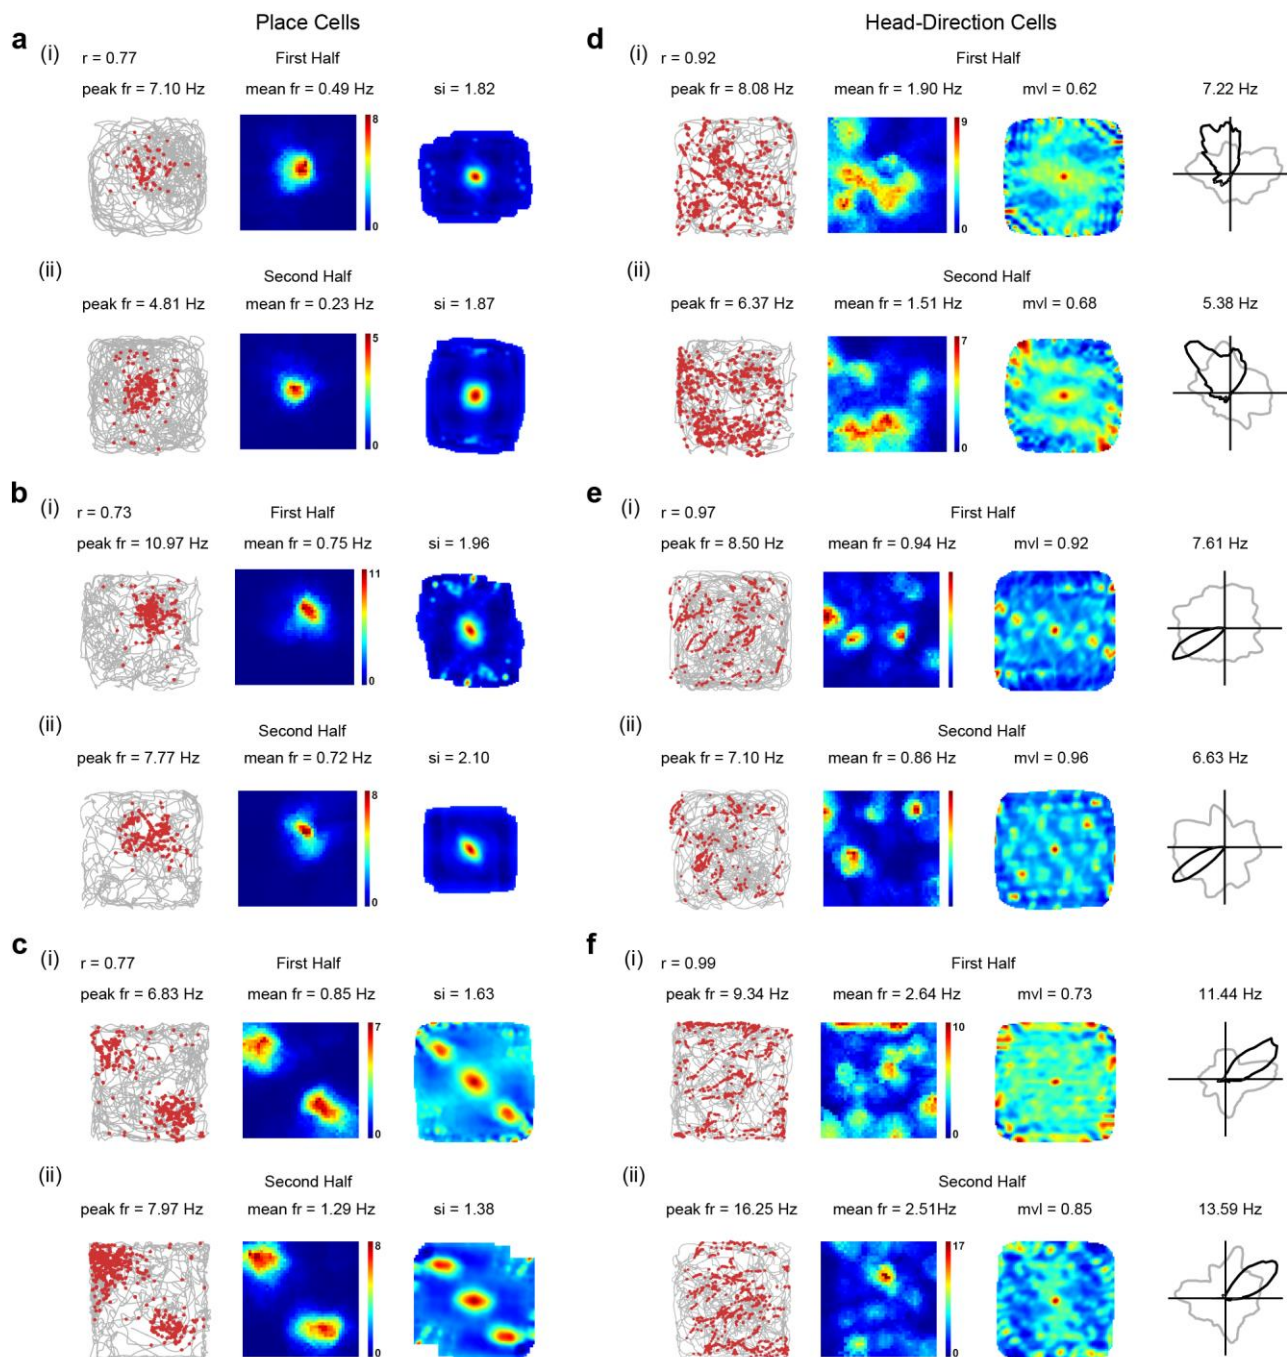 Place Cells
a
(i)
r = 0.77
First Half
peak fr = 7.10 Hz
mean fr = 0.49 Hz
si = 1.82
8
0
(ii)
Second Half
peak fr = 4.81 Hz
mean fr = 0.23 Hz
si = 1.87
5
0
b
(i)
r = 0.73
First Half
peak fr = 10.97 Hz
mean fr = 0.75 Hz
si = 1.96
11
0
(ii)
Second Half
peak fr = 7.77 Hz
mean fr = 0.72 Hz
si = 2.10
8
0
c
(i)
r = 0.77
First Half
peak fr = 6.83 Hz
mean fr = 0.85 Hz
si = 1.63
7
0
(ii)
Second Half
peak fr = 7.97 Hz
mean fr = 1.29 Hz
si = 1.38
8
0
Head-Direction Cells
d
(i)
r = 0.92
First Half
peak fr = 8.08 Hz
mean fr = 1.90 Hz
mvl = 0.62
7.22 Hz
9
0
(ii)
Second Half
peak fr = 6.37 Hz
mean fr = 1.51 Hz
mvl = 0.68
5.38 Hz
7
0
e
(i)
r = 0.97
First Half
peak fr = 8.50 Hz
mean fr = 0.94 Hz
mvl = 0.92
7.61 Hz
(ii)
Second Half
peak fr = 7.10 Hz
mean fr = 0.86 Hz
mvl = 0.96
6.63 Hz
f
(i)
r = 0.99
First Half
peak fr = 9.34 Hz
mean fr = 2.64 Hz
mvl = 0.73
11.44 Hz
10
0
(ii)
Second Half
peak fr = 16.25 Hz
mean fr = 2.51Hz
mvl = 0.85
13.59 Hz
17
0